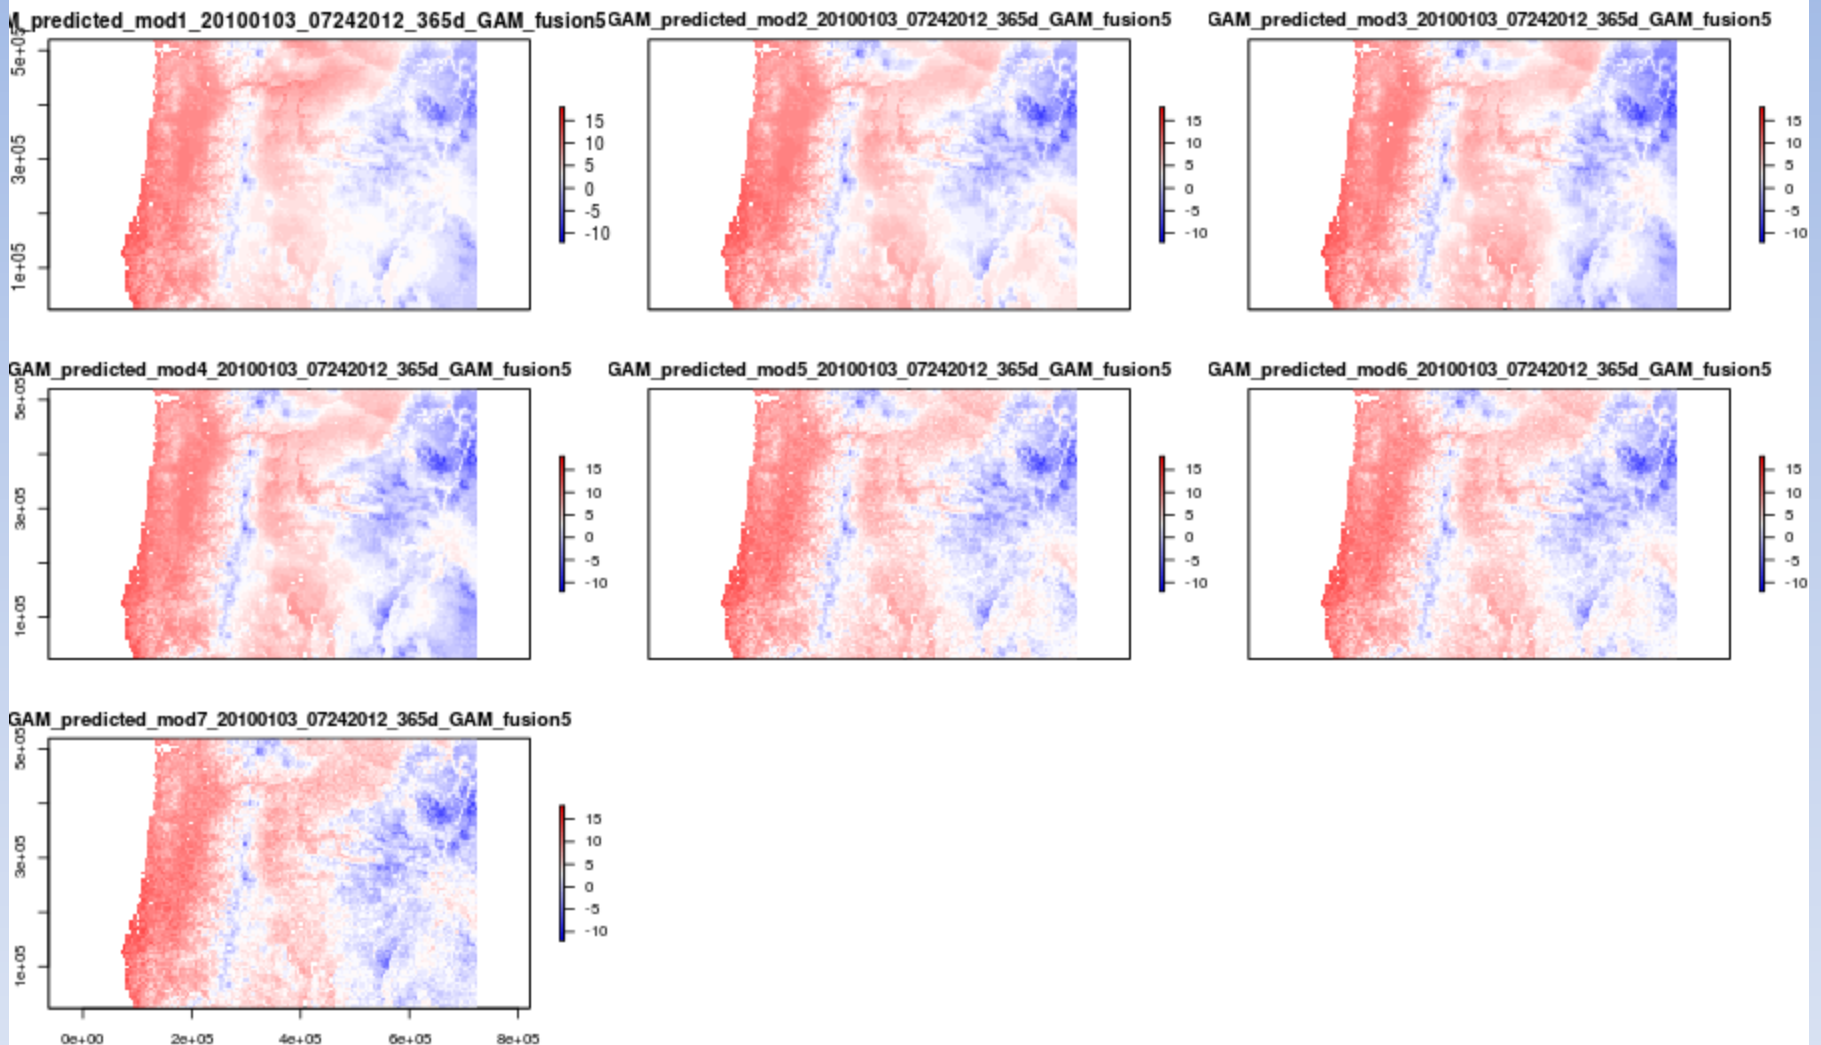 M_predicted_mod1_20100103_07242012_365d_GAM_fusion5
GAM_predicted_mod2_20100103_07242012_365d_GAM_fusion5
GAM_predicted_mod3_20100103_07242012_365d_GAM_fusion5
5e+05
3e+05
1e+05
15
10
5
0
-5
-10
15
10
5
0
-5
-10
15
10
5
0
-5
-10
GAM_predicted_mod4_20100103_07242012_365d_GAM_fusion5
GAM_predicted_mod5_20100103_07242012_365d_GAM_fusion5
GAM_predicted_mod6_20100103_07242012_365d_GAM_fusion5
5e+05
3e+05
1e+05
15
10
5
0
-5
-10
15
10
5
0
-5
-10
15
10
5
0
-5
-10
GAM_predicted_mod7_20100103_07242012_365d_GAM_fusion5
5e+05
3e+05
1e+05
15
10
5
0
-5
-10
0e+00 2e+05 4e+05 6e+05 8e+05